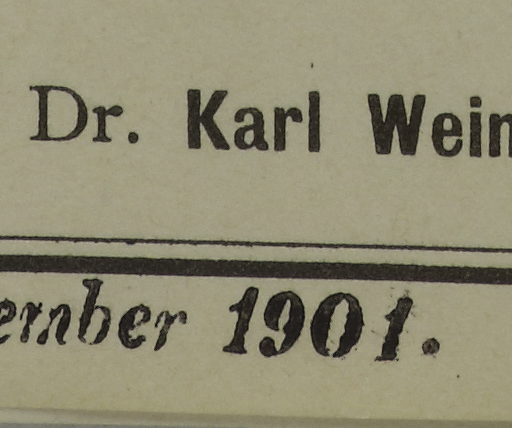 Dr. Karl Wein
ember 1901.